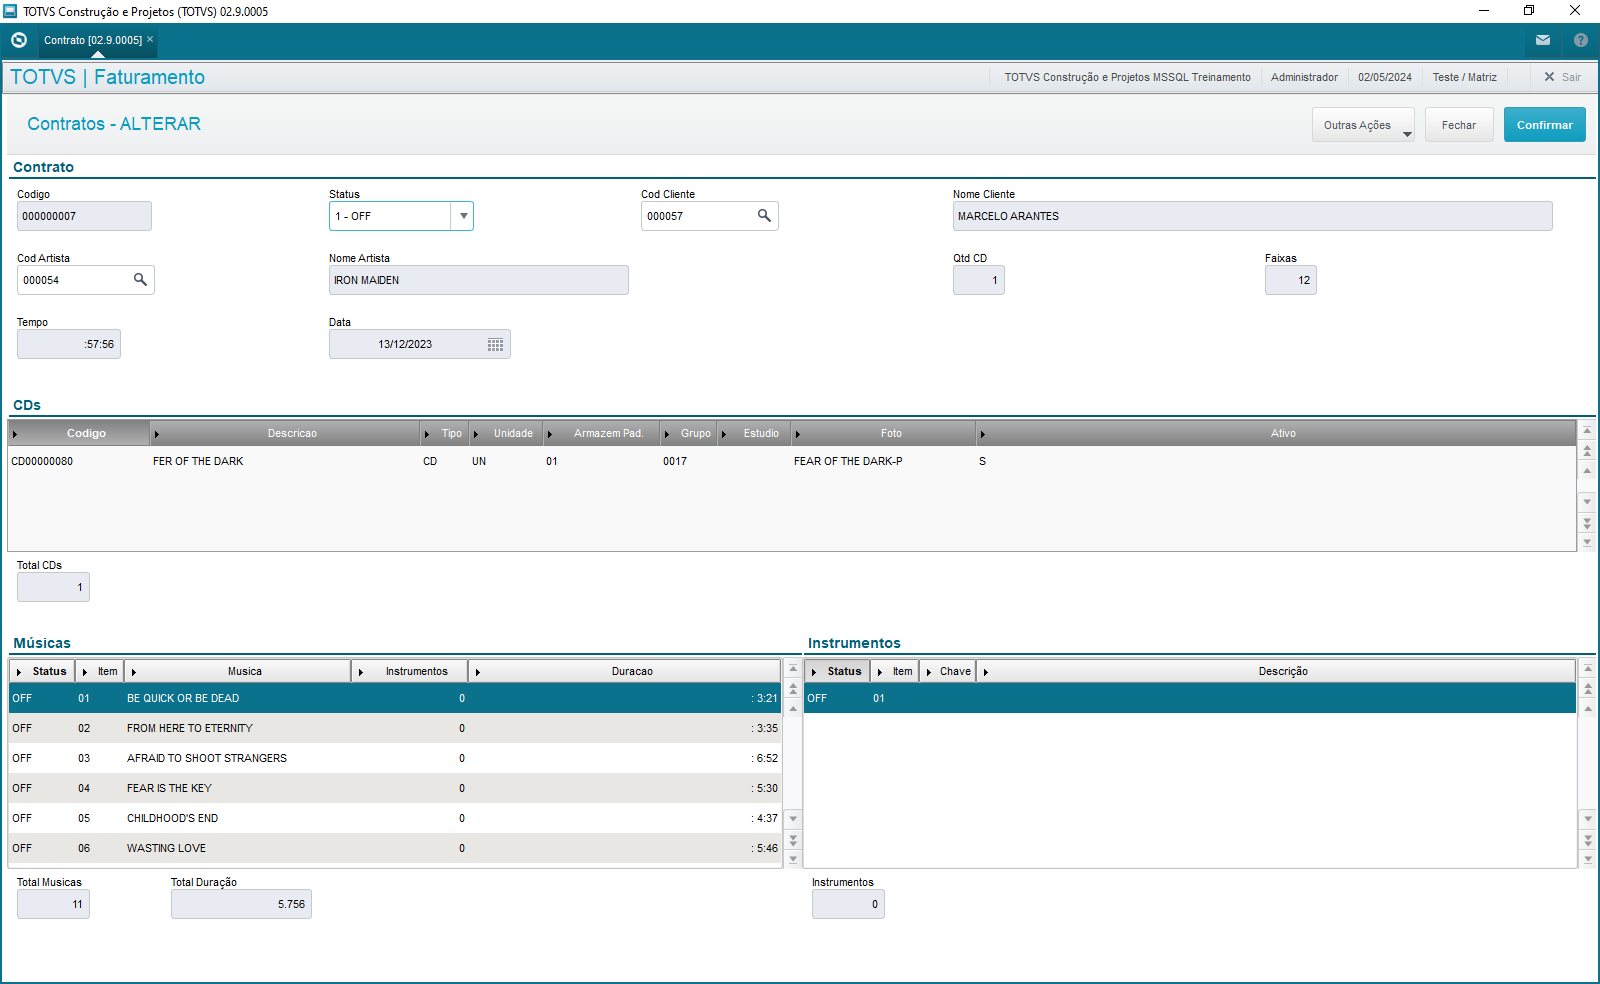 TOTVS Construção e Projetos (TOTVS) 02.9.0005
Contrato [02.9.0005]
TOTVS | Faturamento
TOTVS Construção e Projetos MSSQL Treinamento
Administrador
02/05/2024
Teste / Matriz
Sair
Contratos - ALTERAR
Outras Ações
Fechar
Confirmar
Contrato
Codigo
Status
Cod Cliente
Nome Cliente
000000007
1 - OFF
000057
MARCELO ARANTES
Cod Artista
Nome Artista
Qtd CD
Faixas
000054
IRON MAIDEN
1
12
Tempo
Data
:57:56
13/12/2023
CDs
Codigo Descricao Tipo Unidade Armazem Pad. Grupo Estudio Foto Ativo
CD00000080 FER OF THE DARK CD UN 01 0017 FEAR OF THE DARK-P S
Total CDs
1
Músicas
Status Item Musica Instrumentos Duracao
OFF 01 BE QUICK OR BE DEAD 0 : 3:21
OFF 02 FROM HERE TO ETERNITY 0 : 3:35
OFF 03 AFRAID TO SHOOT STRANGERS 0 : 6:52
OFF 04 FEAR IS THE KEY 0 : 5:30
OFF 05 CHILDHOOD'S END 0 : 4:37
OFF 06 WASTING LOVE 0 : 5:46
Total Musicas
Total Duração
11
5.756
Instrumentos
Status Item Chave Descrição
OFF 01
Instrumentos
0